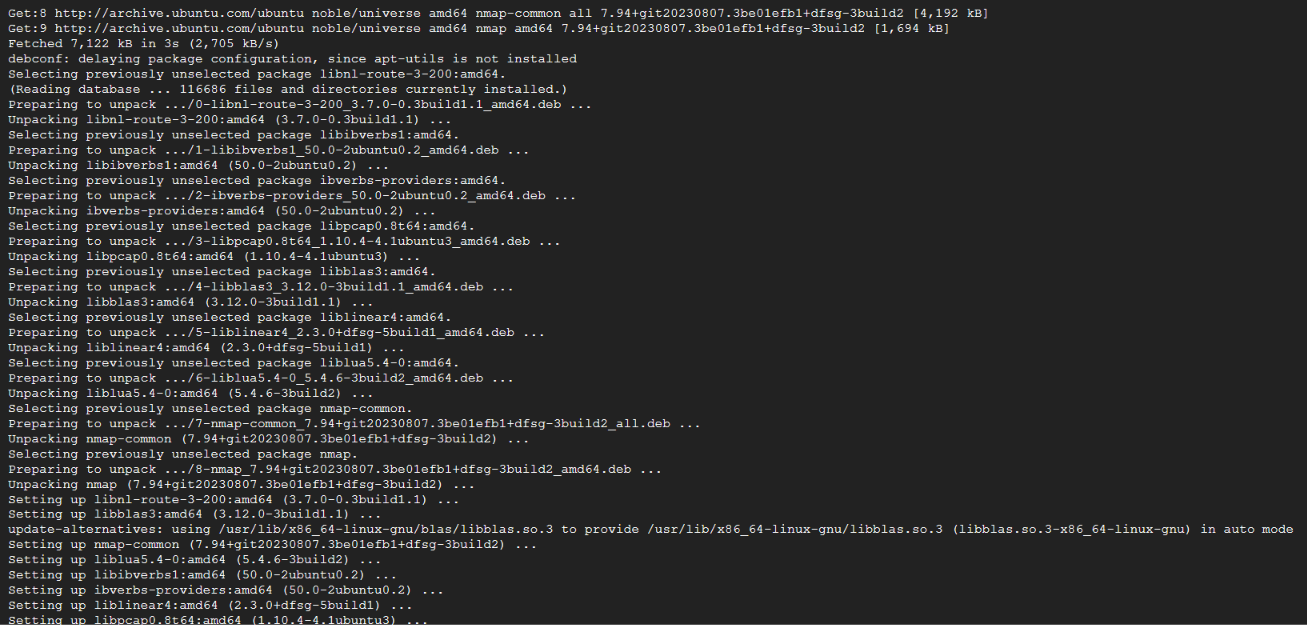 Get:8 http://archive.ubuntu.com/ubuntu noble/universe amd64 nmap-common all 7.94+git20230807.3be01efb1+dfsg-3build2 [4,192 kB]
Get:9 http://archive.ubuntu.com/ubuntu noble/universe amd64 nmap amd64 7.94+git20230807.3be01efb1+dfsg-3build2 [1,694 kB]
Fetched 7,122 kB in 3s (2,705 kB/s)
debconf: delaying package configuration, since apt-utils is not installed
Selecting previously unselected package libnl-route-3-200:amd64.
(Reading database ... 116686 files and directories currently installed.)
Preparing to unpack .../0-libnl-route-3-200_3.7.0-0.3build1.1_amd64.deb ...
Unpacking libnl-route-3-200:amd64 (3.7.0-0.3build1.1) ...
Selecting previously unselected package libibverbs1:amd64.
Preparing to unpack .../1-libibverbs1_50.0-2ubuntu0.2_amd64.deb ...
Unpacking libibverbs1:amd64 (50.0-2ubuntu0.2) ...
Selecting previously unselected package ibverbs-providers:amd64.
Preparing to unpack .../2-ibverbs-providers_50.0-2ubuntu0.2_amd64.deb ...
Unpacking ibverbs-providers:amd64 (50.0-2ubuntu0.2) ...
Selecting previously unselected package libpcap0.8t64:amd64.
Preparing to unpack .../3-libpcap0.8t64_1.10.4-4.1ubuntu3_amd64.deb ...
Unpacking libpcap0.8t64:amd64 (1.10.4-4.1ubuntu3) ...
Selecting previously unselected package libblas3:amd64.
Preparing to unpack .../4-libblas3_3.12.0-3build1.1_amd64.deb ...
Unpacking libblas3:amd64 (3.12.0-3build1.1) ...
Selecting previously unselected package liblinear4:amd64.
Preparing to unpack .../5-liblinear4_2.3.0+dfsg-5build1_amd64.deb ...
Unpacking liblinear4:amd64 (2.3.0+dfsg-5build1) ...
Selecting previously unselected package liblua5.4-0:amd64.
Preparing to unpack .../6-liblua5.4-0_5.4.6-3build2_amd64.deb ...
Unpacking liblua5.4-0:amd64 (5.4.6-3build2) ...
Selecting previously unselected package nmap-common.
Preparing to unpack .../7-nmap-common_7.94+git20230807.3be01efb1+dfsg-3build2_all.deb ...
Unpacking nmap-common (7.94+git20230807.3be01efb1+dfsg-3build2) ...
Selecting previously unselected package nmap.
Preparing to unpack .../8-nmap_7.94+git20230807.3be01efb1+dfsg-3build2_amd64.deb ...
Unpacking nmap (7.94+git20230807.3be01efb1+dfsg-3build2) ...
Setting up libnl-route-3-200:amd64 (3.7.0-0.3build1.1) ...
Setting up libblas3:amd64 (3.12.0-3build1.1) ...
update-alternatives: using /usr/lib/x86_64-linux-gnu/blas/libblas.so.3 to provide /usr/lib/x86_64-linux-gnu/libblas.so.3 (libblas.so.3-x86_64-linux-gnu) in auto mode
Setting up nmap-common (7.94+git20230807.3be01efb1+dfsg-3build2) ...
Setting up liblua5.4-0:amd64 (5.4.6-3build2) ...
Setting up libibverbs1:amd64 (50.0-2ubuntu0.2) ...
Setting up ibverbs-providers:amd64 (50.0-2ubuntu0.2) ...
Setting up liblinear4:amd64 (2.3.0+dfsg-5build1) ...
Setting up libpcap0.8t64:amd64 (1.10.4-4.1ubuntu3) ...